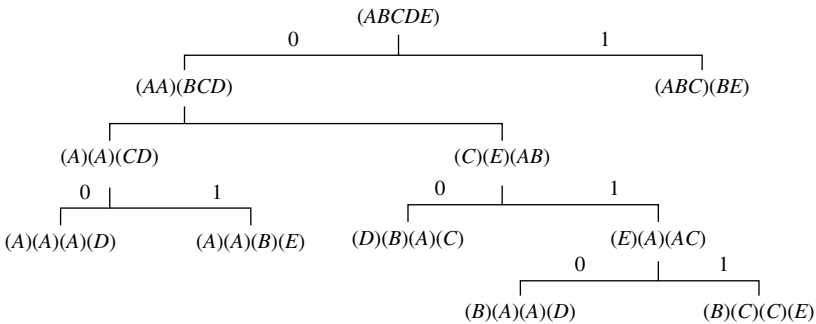 (ABCDE)
0 1
(AA)(BCD) (ABC)(BE)
(A)(A)(CD) (C)(E)(AB)
0 1 0 1
(A)(A)(A)(D) (A)(A)(B)(E) (D)(B)(A)(C) (E)(A)(AC)
0 1
(B)(A)(A)(D) (B)(C)(C)(E)